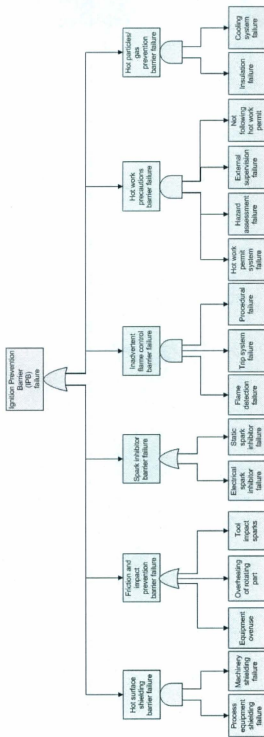 Ignition Prevention
Barrier
(IPB)
failure
Hot surface
shielding
barrier failure
Friction and
impact
prevention
barrier failure
Spark inhibitor
barrier failure
Inadvertent
flame control
barrier failure
Hot work
precautions
barrier failure
Hot particles/
gas
prevention
barrier failure
Process
equipment
shielding
failure
Machinery
shielding
failure
Equipment
overuse
Overheating
of rotating
part
Tool
impact
sparks
Electrical
spark
inhibitor
failure
Static
spark
inhibitor
failure
Flame
detection
failure
Trip system
failure
Procedural
failure
Hot work
permit
system
failure
Hazard
assessment
failure
External
supervision
failure
Not
following
hot work
permit
Insulation
failure
Cooling
system
failure